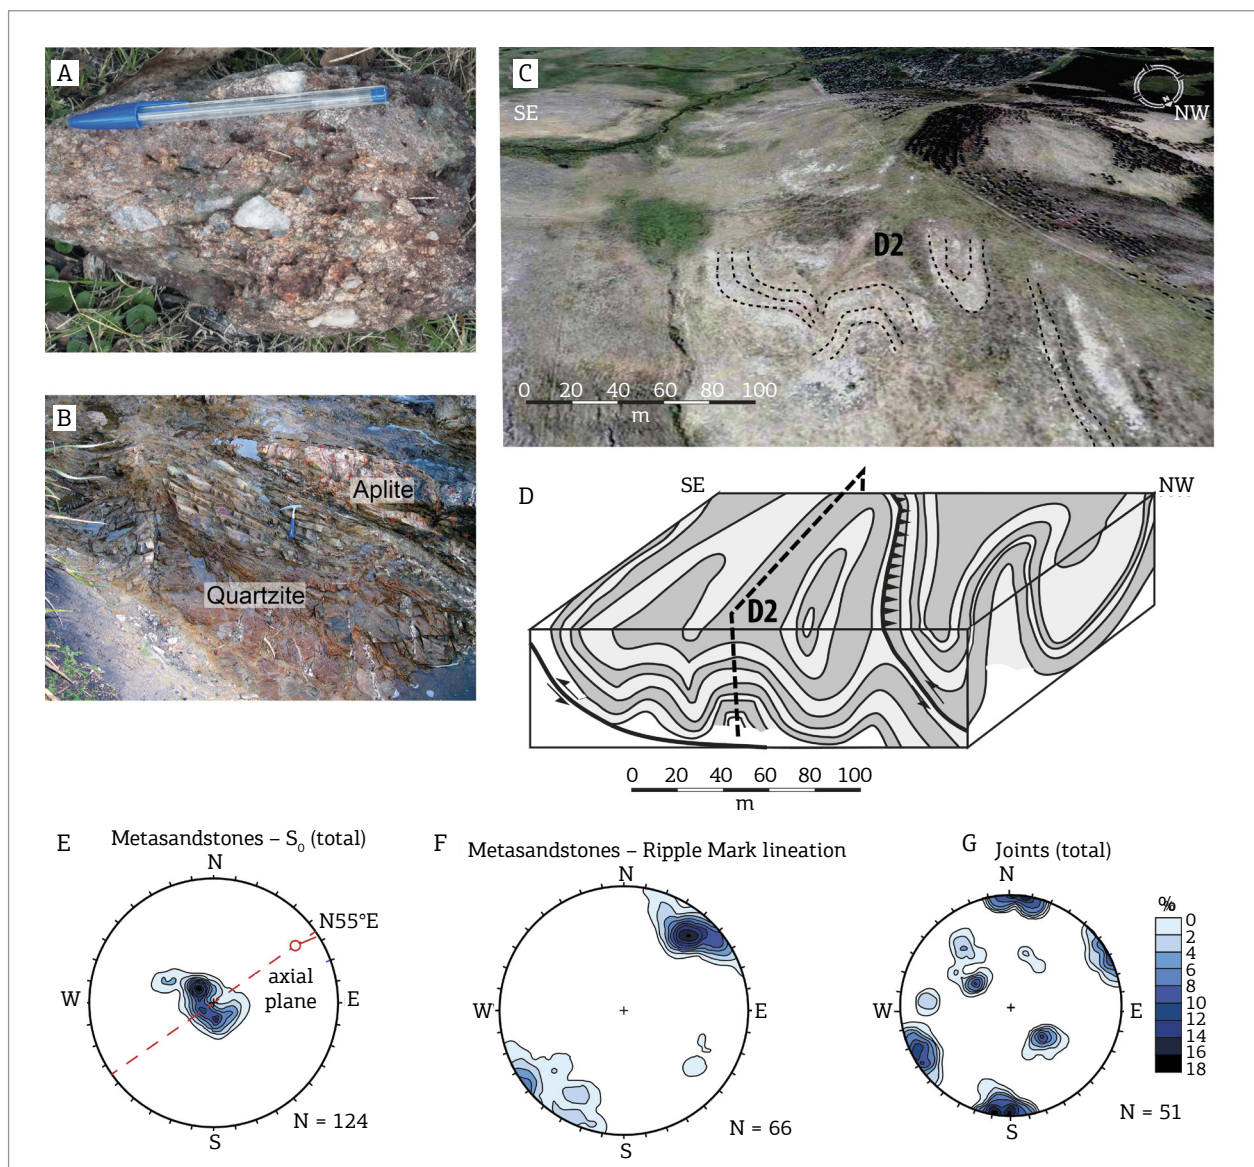 A
B
Aplite
Quartzite
C
SE
NW
D2
0 20 40 60 80 100
m
D
SE
NW
D2
0 20 40 60 80 100
m
E
Metasandstones – S₀ (total)
N
N55°E
W
axial
plane
E
S
N = 124
F
Metasandstones – Ripple Mark lineation
N
W
E
S
N = 66
G
Joints (total)
N
W
E
S
N = 51
%
0
2
4
6
8
10
12
14
16
18